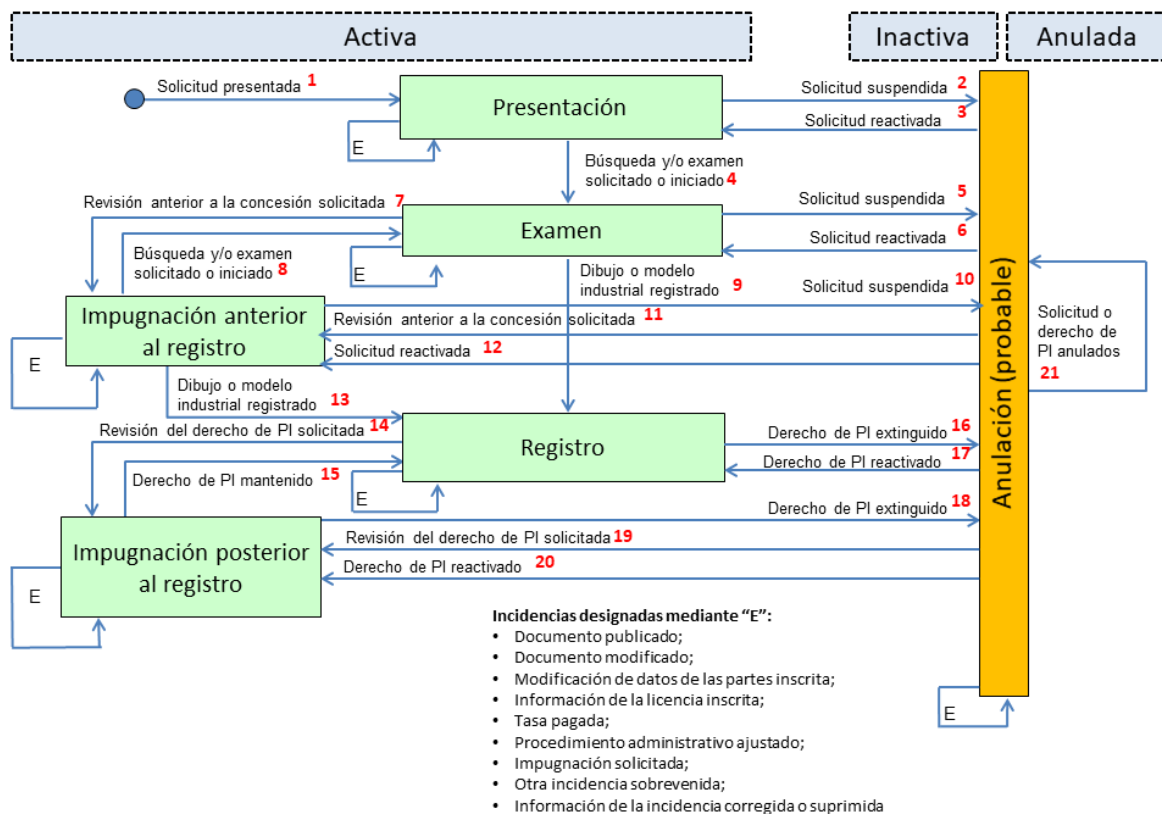 Activa
Inactiva
Anulada
Solicitud presentada 1
Presentación
E
Solicitud suspendida 2
Solicitud reactivada 3
Búsqueda y/o examen
solicitado o iniciado 4
Revisión anterior a la concesión solicitada 7
Examen
E
Solicitud suspendida 5
Solicitud reactivada 6
Búsqueda y/o examen
solicitado o iniciado 8
Dibujo o modelo
industrial registrado 9
Solicitud suspendida 10
Impugnación anterior
al registro
E
Revisión anterior a la concesión solicitada 11
Solicitud reactivada 12
Anulación (probable)
Solicitud o
derecho de
PI anulados
21
Dibujo o modelo
industrial registrado 13
Revisión del derecho de PI solicitada 14
Registro
E
Derecho de PI extinguido 16
Derecho de PI reactivado 17
Derecho de PI mantenido 15
Derecho de PI extinguido 18
Impugnación posterior
al registro
E
Revisión del derecho de PI solicitada 19
Derecho de PI reactivado 20
E
Incidencias designadas mediante “E”:
• Documento publicado;
• Documento modificado;
• Modificación de datos de las partes inscrita;
• Información de la licencia inscrita;
• Tasa pagada;
• Procedimiento administrativo ajustado;
• Impugnación solicitada;
• Otra incidencia sobrevenida;
• Información de la incidencia corregida o suprimida